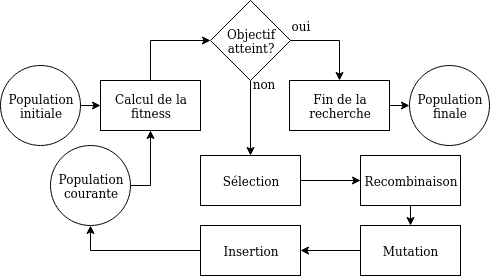 Objectif
atteint?
oui
non
Population
initiale
Calcul de la
fitness
Fin de la
recherche
Population
finale
Population
courante
Sélection
Recombinaison
Insertion
Mutation